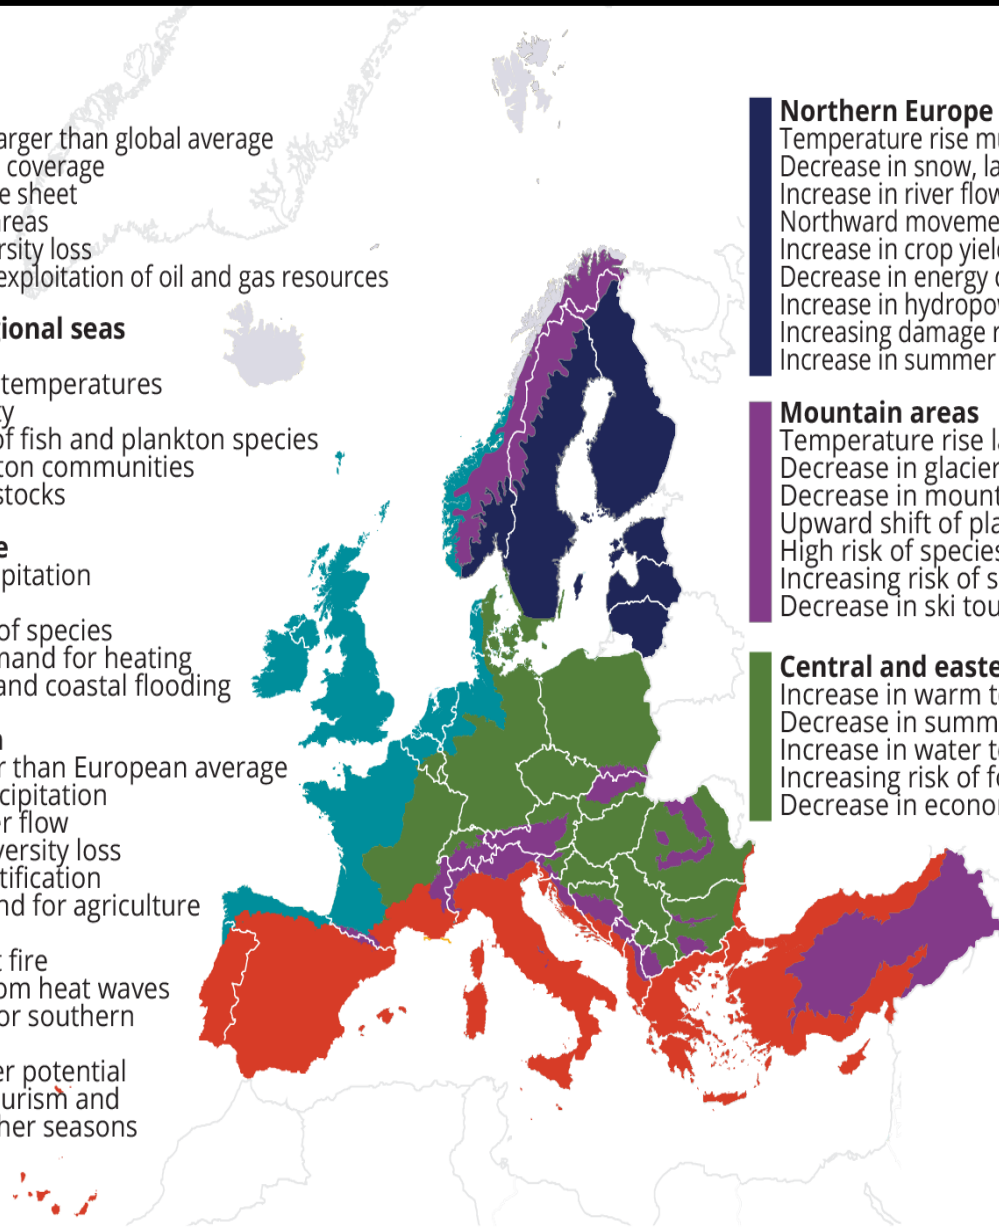 arger than global average
coverage
e sheet
reas
rsity loss
exploitation of oil and gas resources
gional seas
temperatures
ty
of fish and plankton species
ton communities
stocks
e
pitation
of species
mand for heating
and coastal flooding
n
r than European average
cipitation
er flow
versity loss
tification
nd for agriculture
t fire
om heat waves
or southern
er potential
urism and
her seasons
Northern Europe
Temperature rise mu
Decrease in snow, la
Increase in river flow
Northward moveme
Increase in crop yiel
Decrease in energy
Increase in hydropow
Increasing damage r
Increase in summer
Mountain areas
Temperature rise la
Decrease in glacier
Decrease in mount
Upward shift of pla
High risk of species
Increasing risk of s
Decrease in ski tou
Central and easte
Increase in warm t
Decrease in summ
Increase in water t
Increasing risk of fo
Decrease in econo